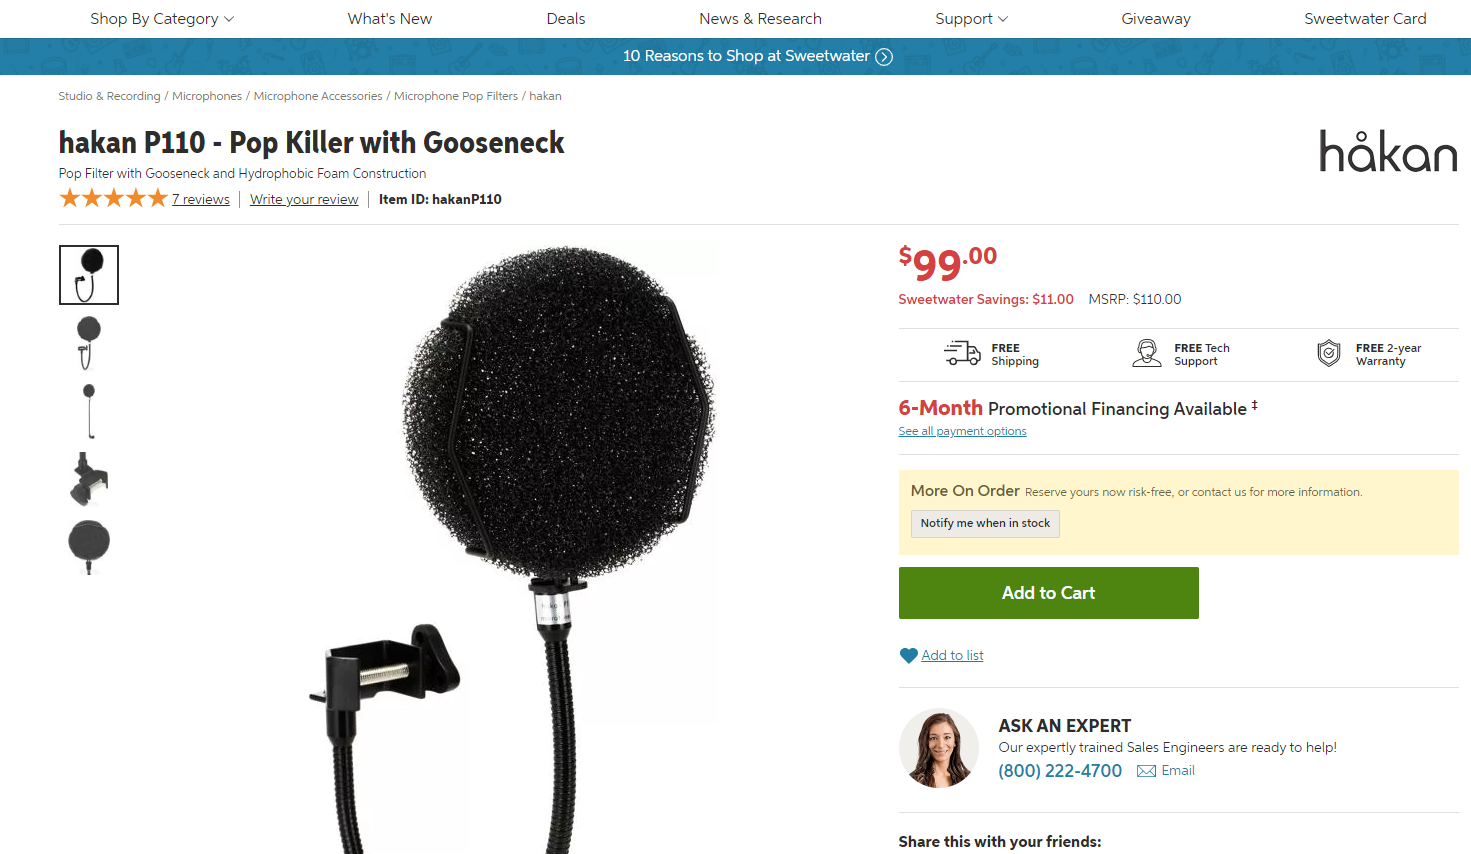 Shop By Category
What's New
Deals
News & Research
Support
Giveaway
Sweetwater Card
10 Reasons to Shop at Sweetwater
Studio & Recording / Microphones / Microphone Accessories / Microphone Pop Filters / hakan
hakan P110 - Pop Killer with Gooseneck
Pop Filter with Gooseneck and Hydrophobic Foam Construction
7 reviews
Write your review
Item ID: hakanP110
håkan
$99.00
Sweetwater Savings: $11.00 MSRP: $110.00
FREE
Shipping
FREE Tech
Support
FREE 2-year
Warranty
6-Month Promotional Financing Available ‡
See all payment options
More On Order Reserve yours now risk-free, or contact us for more information.
Notify me when in stock
Add to Cart
Add to list
ASK AN EXPERT
Our expertly trained Sales Engineers are ready to help!
(800) 222-4700 Email
Share this with your friends: